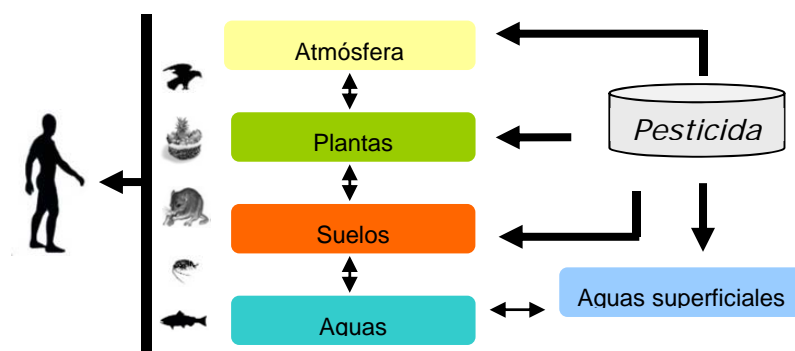 Atmósfera
Pesticida
Plantas
Suelos
Aguas superficiales
Aguas